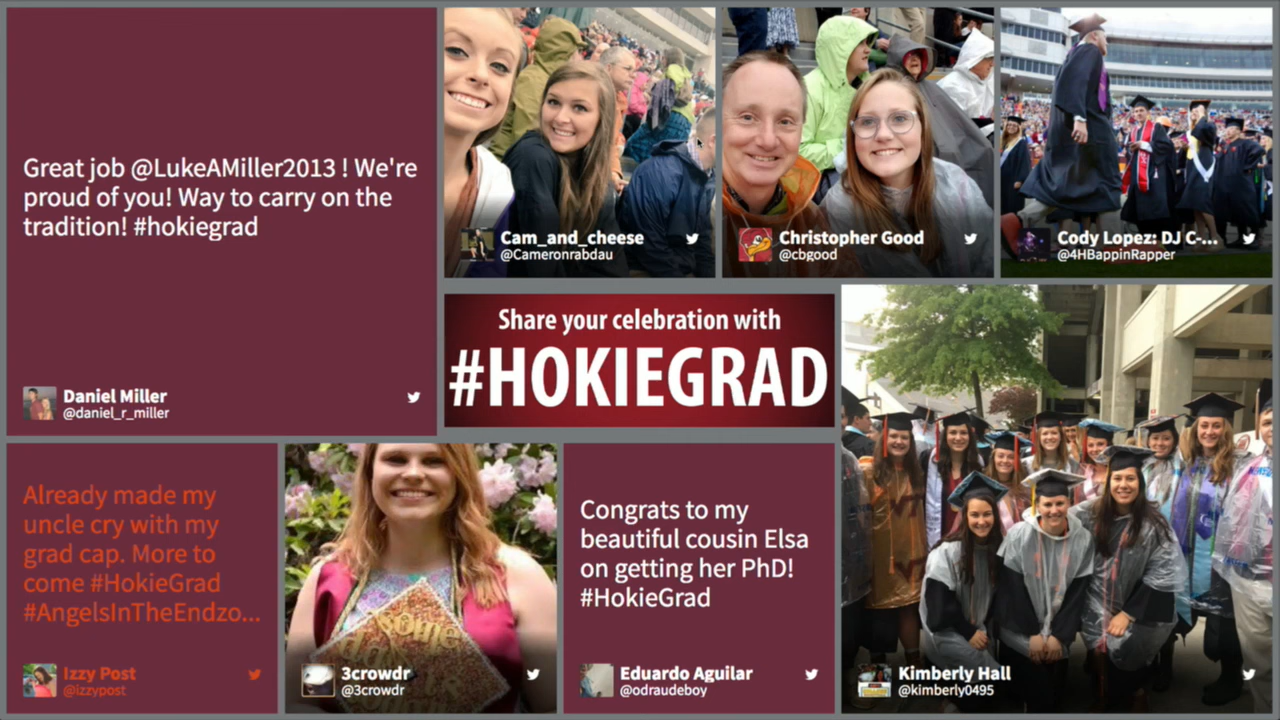 Great job @LukeAMiller2013 ! We're
proud of you! Way to carry on the
tradition! #hokiegrad
Daniel Miller
@daniel_r_miller
Cam_and_cheese
@Cameronrabdau
Christopher Good
@cbgood
Cody Lopez: DJ C-...
@4HBappinRapper
Share your celebration with
#HOKIEGRAD
Already made my
uncle cry with my
grad cap. More to
come #HokieGrad
#AngelsInTheEndzo...
Izzy Post
@izzypost
some
3crowdr
@3crowdr
Congrats to my
beautiful cousin Elsa
on getting her PhD!
#HokieGrad
Eduardo Aguilar
@odraudeboy
Kimberly Hall
@kimberly0495